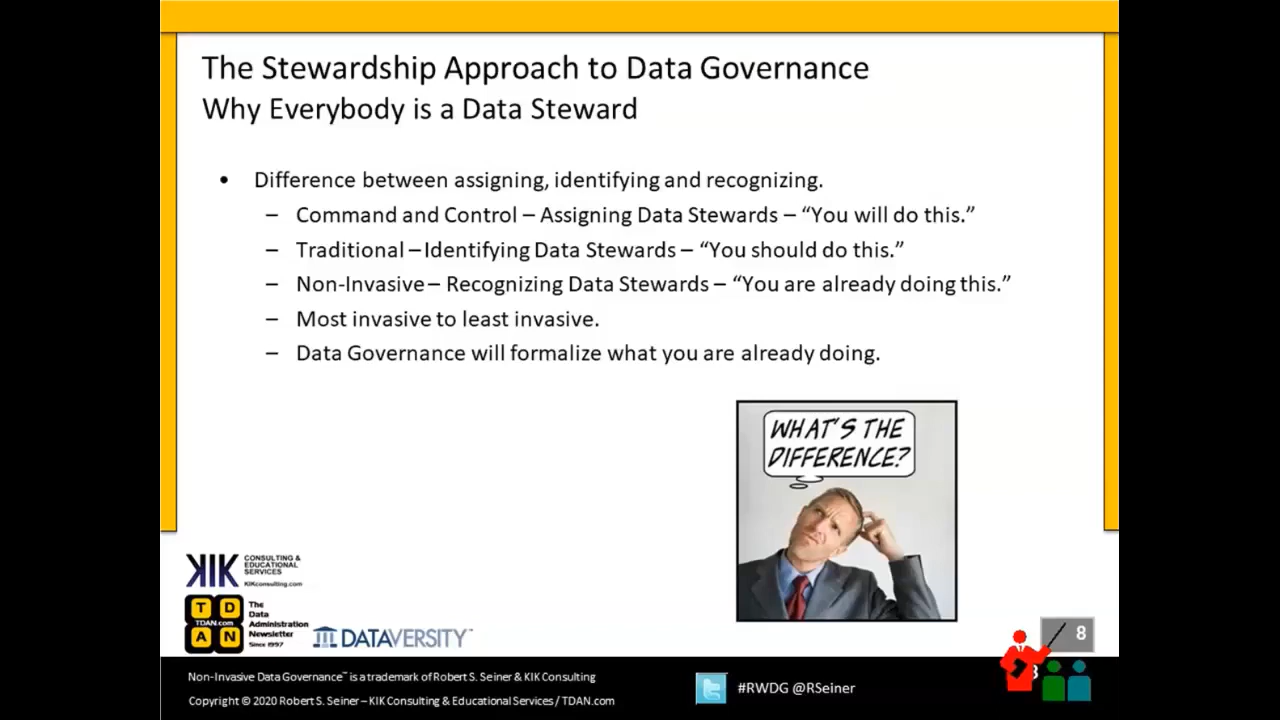 The Stewardship Approach to Data Governance
Why Everybody is a Data Steward
• Difference between assigning, identifying and recognizing.
– Command and Control – Assigning Data Stewards – “You will do this.”
– Traditional – Identifying Data Stewards – “You should do this.”
– Non-Invasive – Recognizing Data Stewards – “You are already doing this.”
– Most invasive to least invasive.
– Data Governance will formalize what you are already doing.
WHAT'S THE
DIFFERENCE?
KIK
CONSULTING &
EDUCATIONAL
SERVICES
KIKconsulting.com
T D
TDAN.com
A N
The
Data
Administration
Newsletter
Since 1997
DATAVERSITY™
8
Non-Invasive Data Governance™ is a trademark of Robert S. Seiner & KIK Consulting
Copyright © 2020 Robert S. Seiner – KIK Consulting & Educational Services / TDAN.com
#RWDG @RSeiner